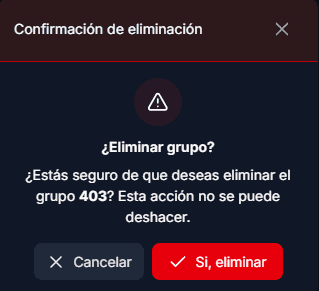 Confirmación de eliminación
¿Eliminar grupo?
¿Estás seguro de que deseas eliminar el
grupo 403? Esta acción no se puede
deshacer.
Cancelar
Si, eliminar